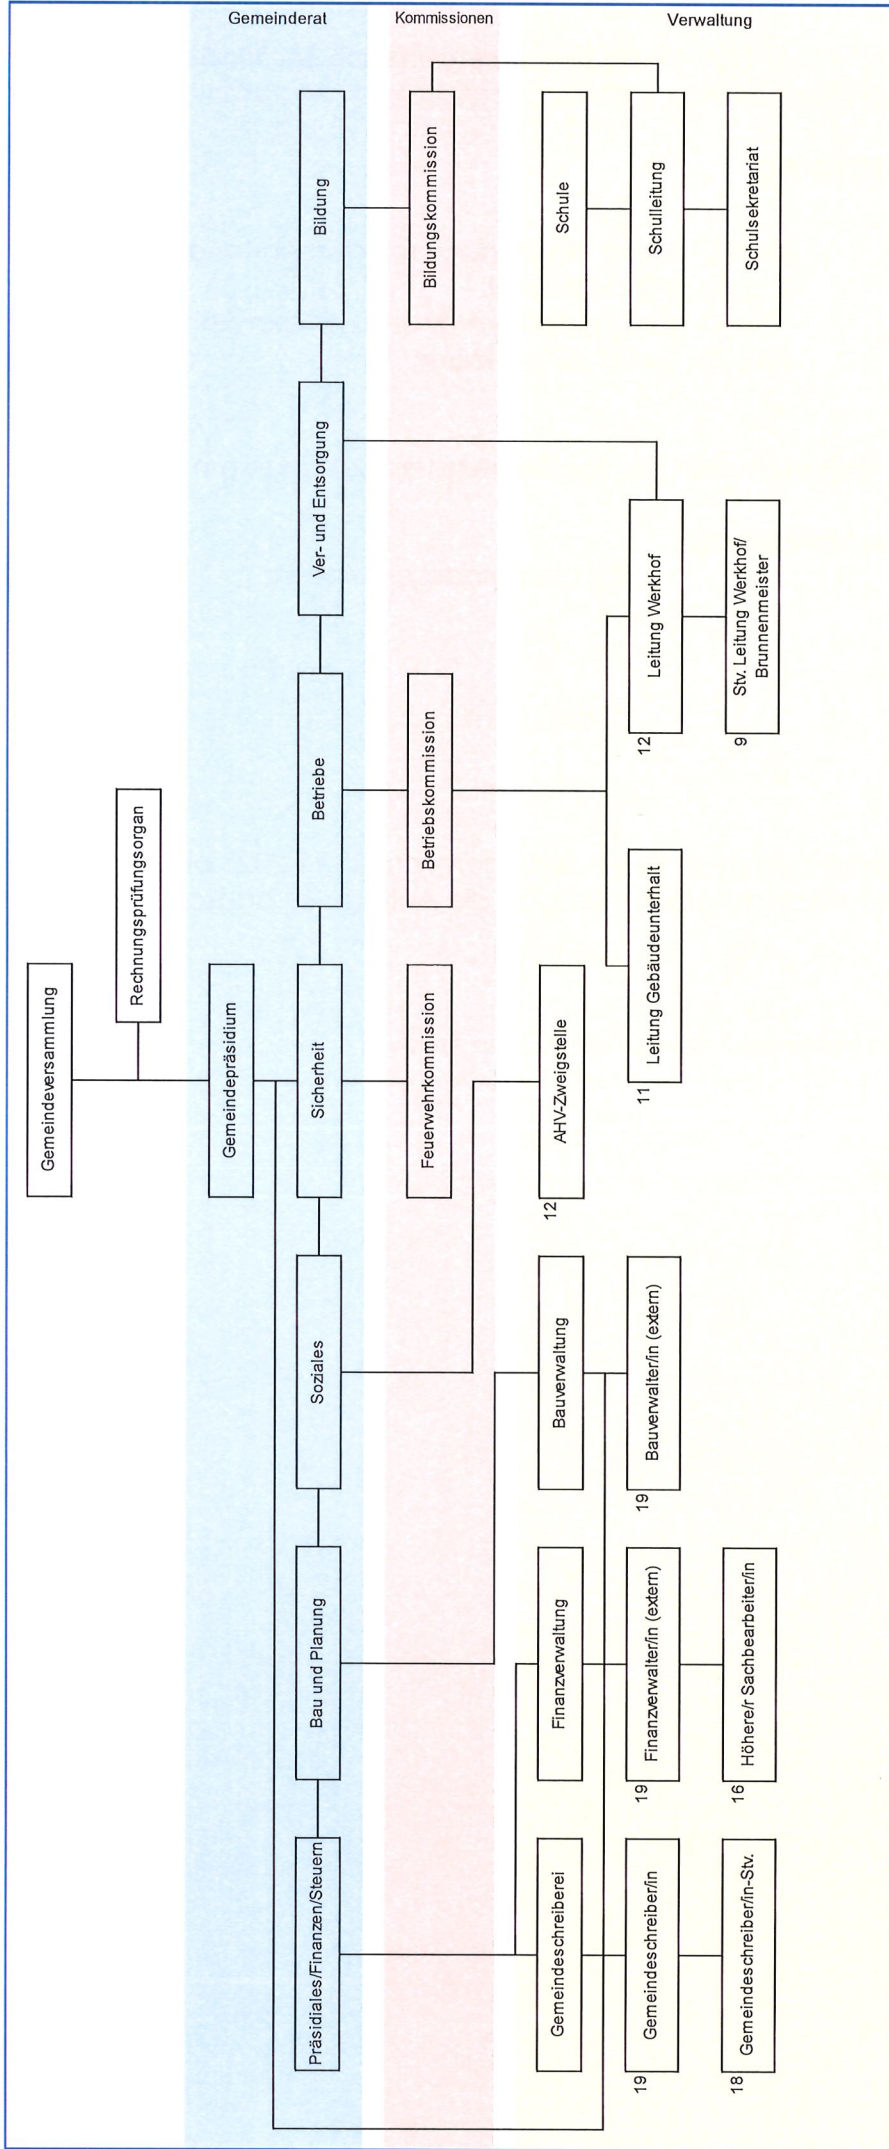 Gemeinderat
Kommissionen
Verwaltung
Gemeindeversammlung
Rechnungsprüfungsorgan
Gemeindepräsidium
Präsidiales/Finanzen/Steuern
Bau und Planung
Soziales
Sicherheit
Betriebe
Ver- und Entsorgung
Bildung
Feuerwehrkommission
Betriebskommission
Bildungskommission
Gemeindeschreiberei
Finanzverwaltung
Bauverwaltung
12
AHV-Zweigstelle
Schule
19
Gemeindeschreiber/in
19
Finanzverwalter/in (extern)
19
Bauverwalter/in (extern)
11
Leitung Gebäudeunterhalt
12
Leitung Werkhof
Schulleitung
18
Gemeindeschreiber/in-Stv.
16
Höhere/r Sachbearbeiter/in
9
Stv. Leitung Werkhof/
Brunnenmeister
Schulsekretariat